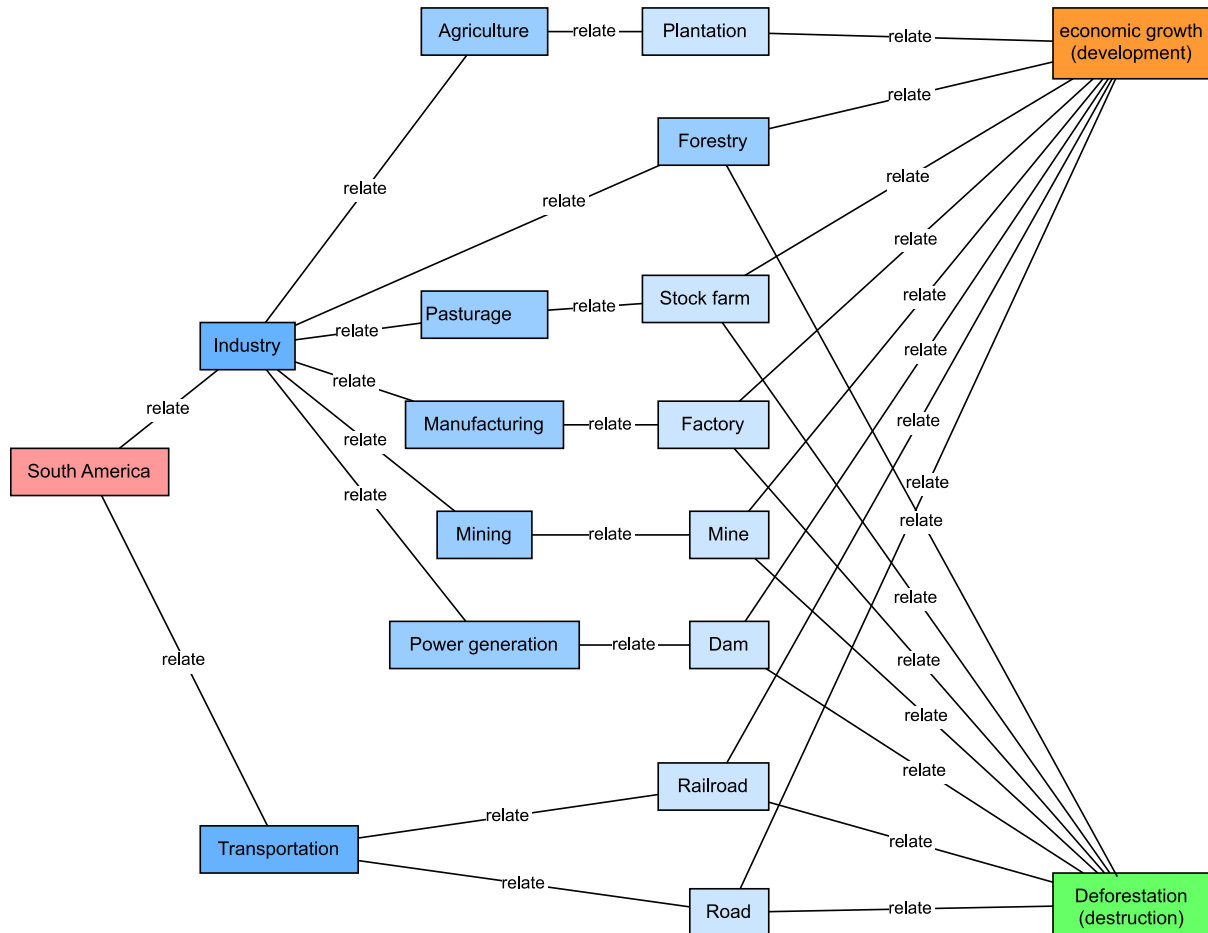 Agriculture
relate
Plantation
relate
economic growth
(development)
relate
Forestry
relate
relate
relate
relate
relate
Pasturage
relate
Stock farm
relate
Industry
relate
relate
relate
relate
Manufacturing
relate
Factory
relate
relate
South America
relate
relate
relate
Mining
relate
Mine
relate
relate
Power generation
relate
Dam
relate
relate
relate
relate
Railroad
relate
relate
Transportation
relate
Road
relate
Deforestation
(destruction)